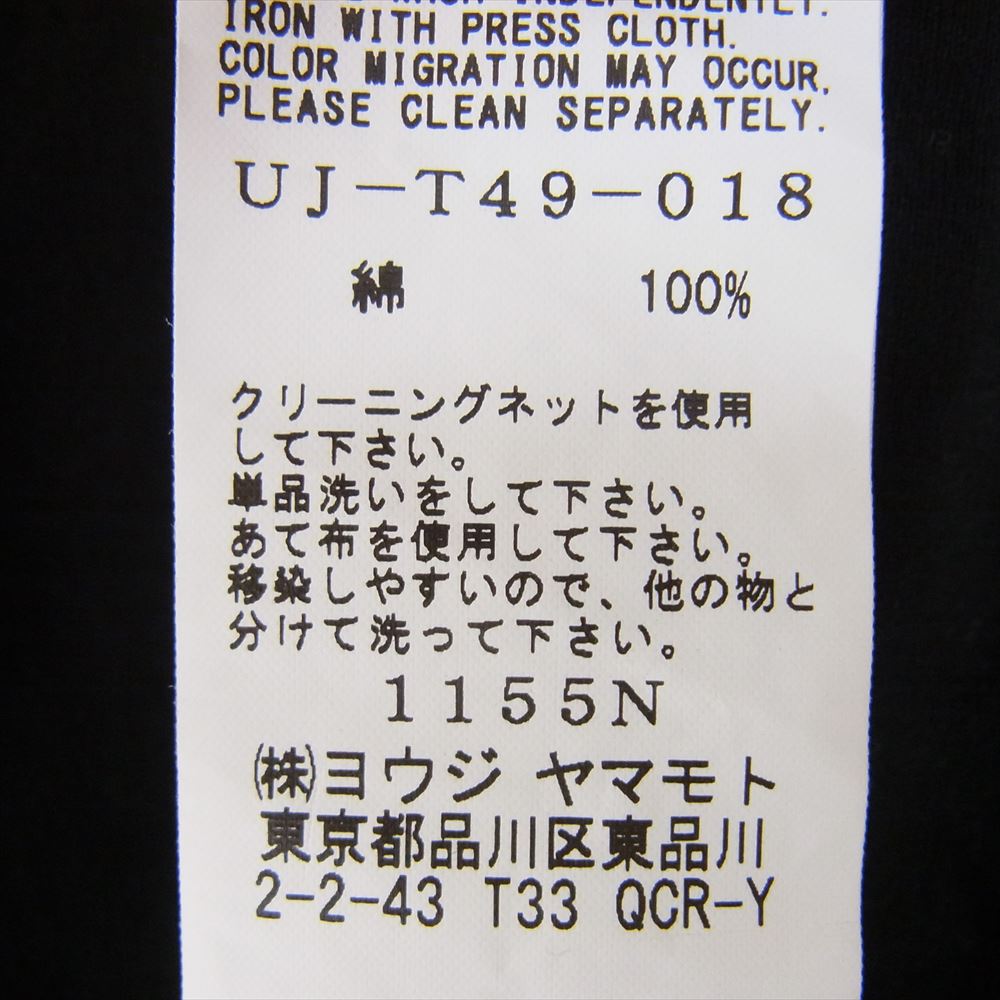 INDEPENDENTLY.
IRON WITH PRESS CLOTH.
COLOR MIGRATION MAY OCCUR,
PLEASE CLEAN SEPARATELY.
UJ-T49-018
綿 100%
クリーニングネットを使用
して下さい。
単品洗いをして下さい。
あて布を使用して下さい。
移染しやすいので、他の物と
分けて洗って下さい。
1155N
㈱ヨウジ ヤマモト
東京都品川区東品川
2-2-43 T33 QCR-Y